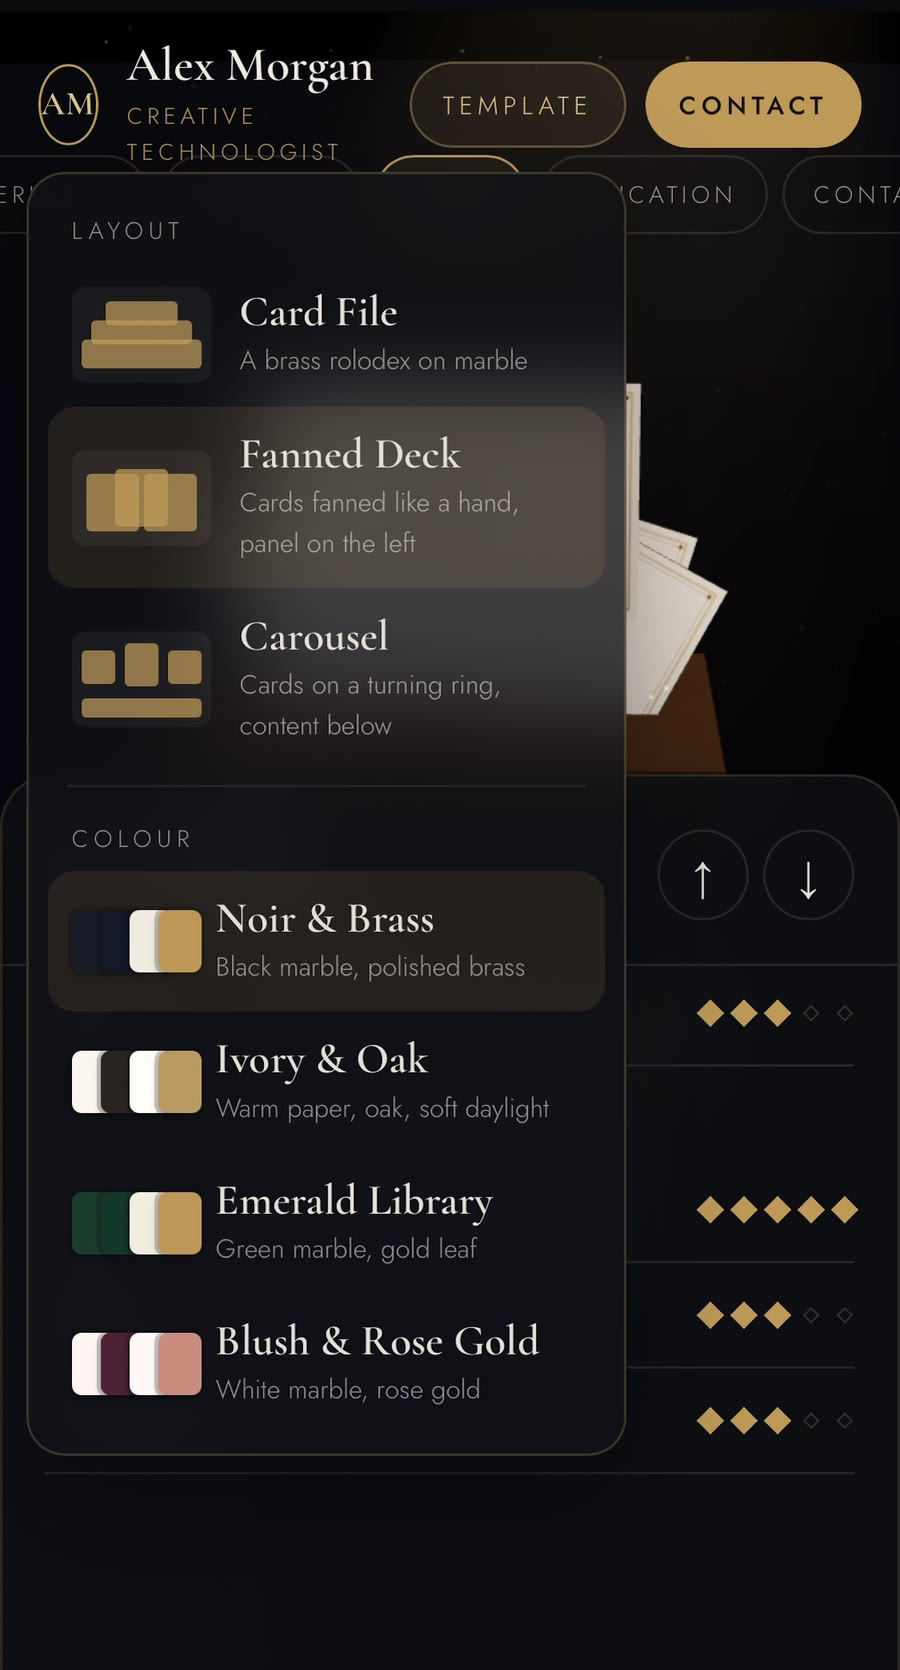 AM
Alex Morgan
CREATIVE
TECHNOLOGIST
TEMPLATE
CONTACT
LAYOUT
Card File
A brass rolodex on marble
Fanned Deck
Cards fanned like a hand,
panel on the left
Carousel
Cards on a turning ring,
content below
COLOUR
↑ ↓
Noir & Brass
Black marble, polished brass
Ivory & Oak
Warm paper, oak, soft daylight
Emerald Library
Green marble, gold leaf
Blush & Rose Gold
White marble, rose gold